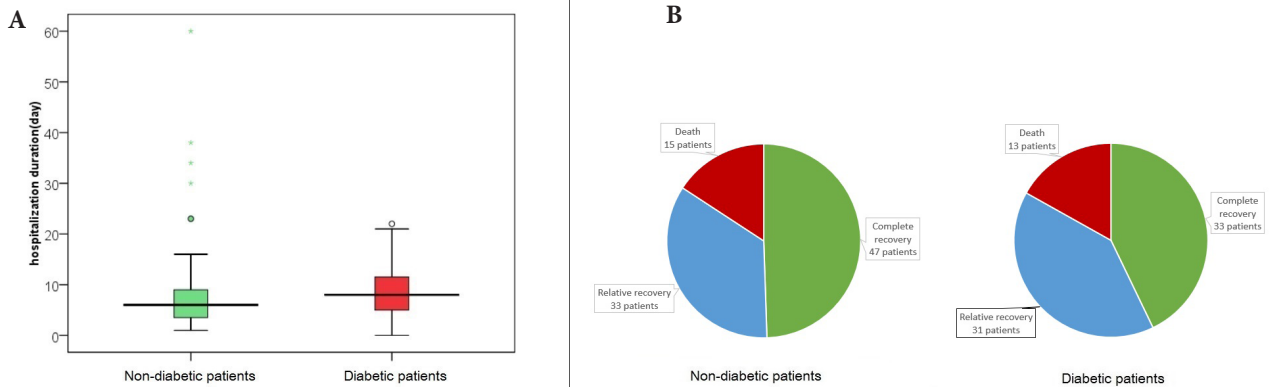 A
hospitalization duration(day)
60
50
40
30
20
10
0
Non-diabetic patients
Diabetic patients
B
Death
15 patients
Complete
recovery
47 patients
Relative recovery
33 patients
Non-diabetic patients
Death
13 patients
Complete
recovery
33 patients
Relative recovery
31 patients
Diabetic patients